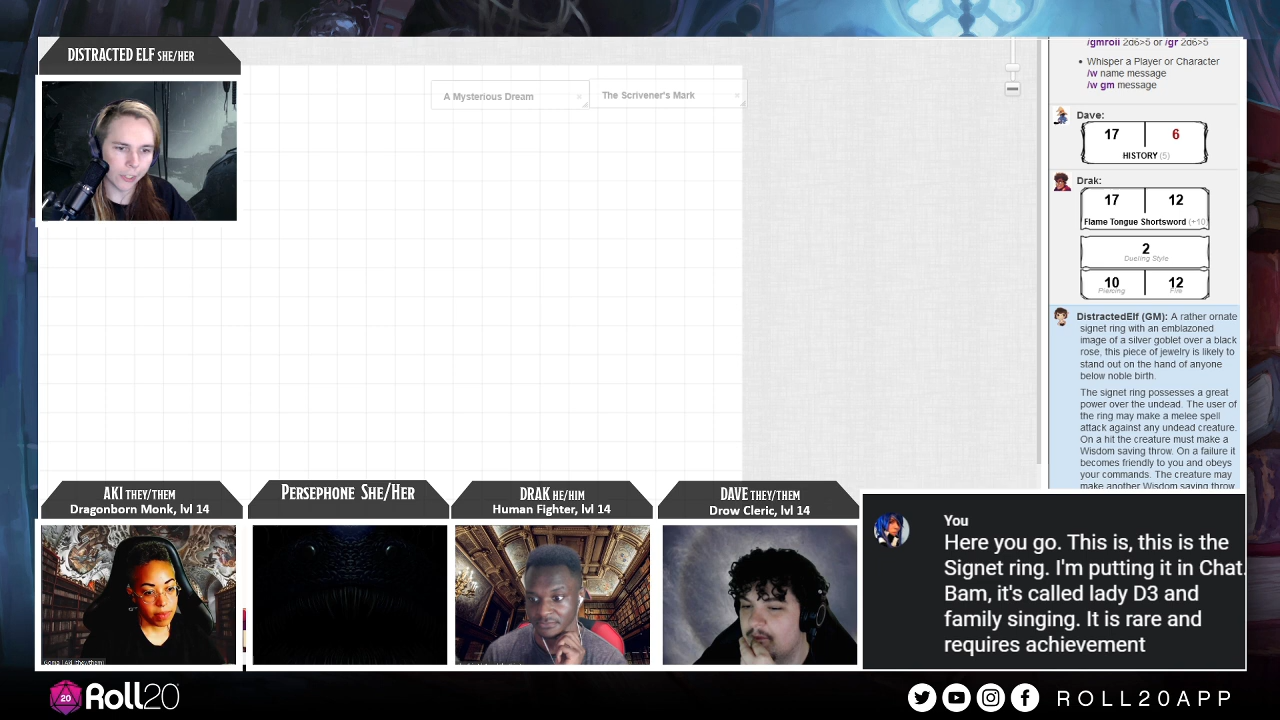 DISTRACTED ELF SHE/HER
A Mysterious Dream ×
The Scrivener's Mark ×
/gmroll 2d6>5 or /gr 2d6>5
• Whisper a Player or Character
/w name message
/w gm message
Dave:
17 6
HISTORY (5)
Drak:
17 12
Flame Tongue Shortsword (+10)
2
Dueling Style
10 12
Piercing Fire
DistractedElf (GM): A rather ornate
signet ring with an emblazoned
image of a silver goblet over a black
rose, this piece of jewelry is likely to
stand out on the hand of anyone
below noble birth.
The signet ring possesses a great
power over the undead. The user of
the ring may make a melee spell
attack against any undead creature.
On a hit the creature must make a
Wisdom saving throw. On a failure it
becomes friendly to you and obeys
your commands. The creature may
make another Wisdom saving throw
AKI THEY/THEM
Dragonborn Monk, lvl 14
PERSEPHONE SHE/HER
DRAK HE/HIM
Human Fighter, lvl 14
DAVE THEY/THEM
Drow Cleric, lvl 14
You
Here you go. This is, this is the
Signet ring. I'm putting it in Chat.
Bam, it's called lady D3 and
family singing. It is rare and
requires achievement
20 Roll20
ROLL20APP